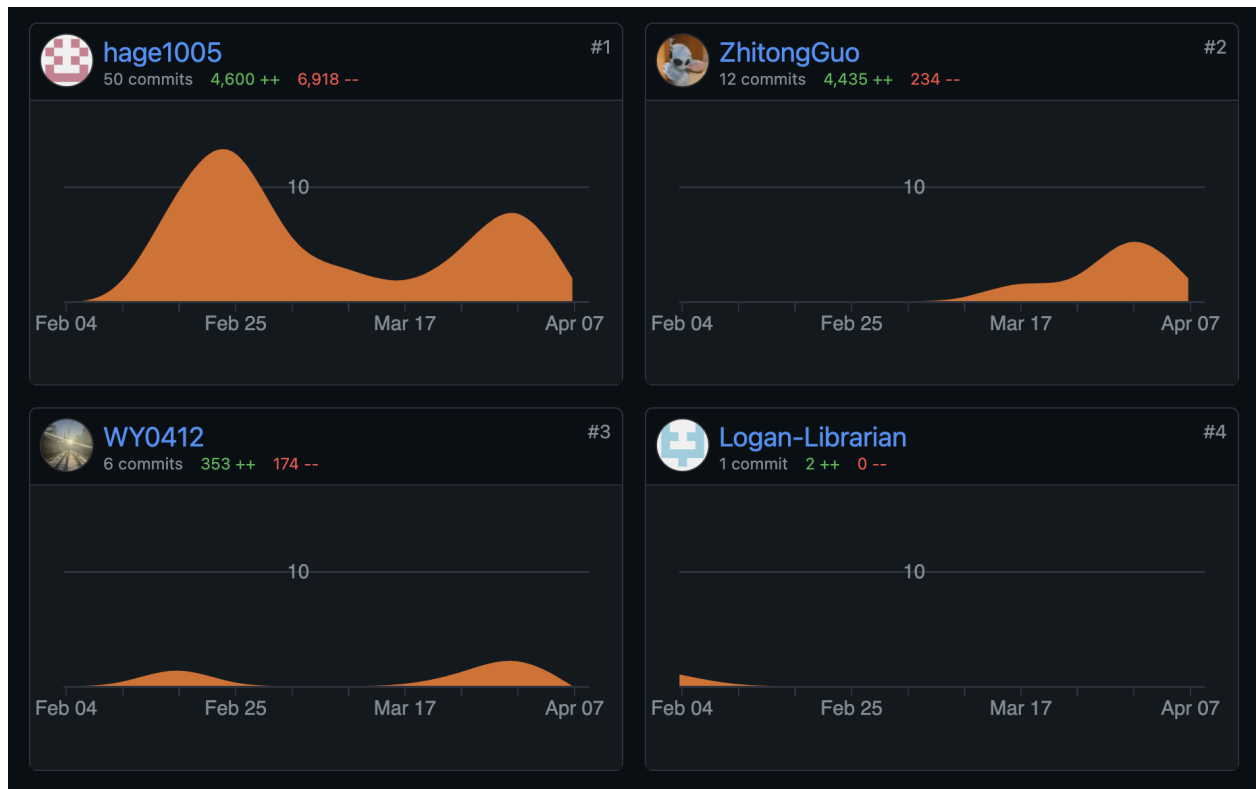 hage1005
#1
50 commits 4,600 ++ 6,918 --
10
Feb 04 Feb 25 Mar 17 Apr 07
ZhitongGuo
#2
12 commits 4,435 ++ 234 --
10
Feb 04 Feb 25 Mar 17 Apr 07
WY0412
#3
6 commits 353 ++ 174 --
10
Feb 04 Feb 25 Mar 17 Apr 07
Logan-Librarian
#4
1 commit 2 ++ 0 --
10
Feb 04 Feb 25 Mar 17 Apr 07